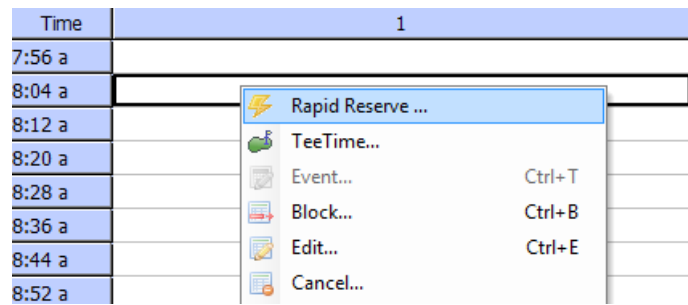 Time 1
7:56 a
8:04 a
Rapid Reserve ...
8:12 a
TeeTime...
8:20 a
Event... Ctrl+T
8:28 a
Block... Ctrl+B
8:36 a
Edit... Ctrl+E
8:44 a
Cancel...
8:52 a